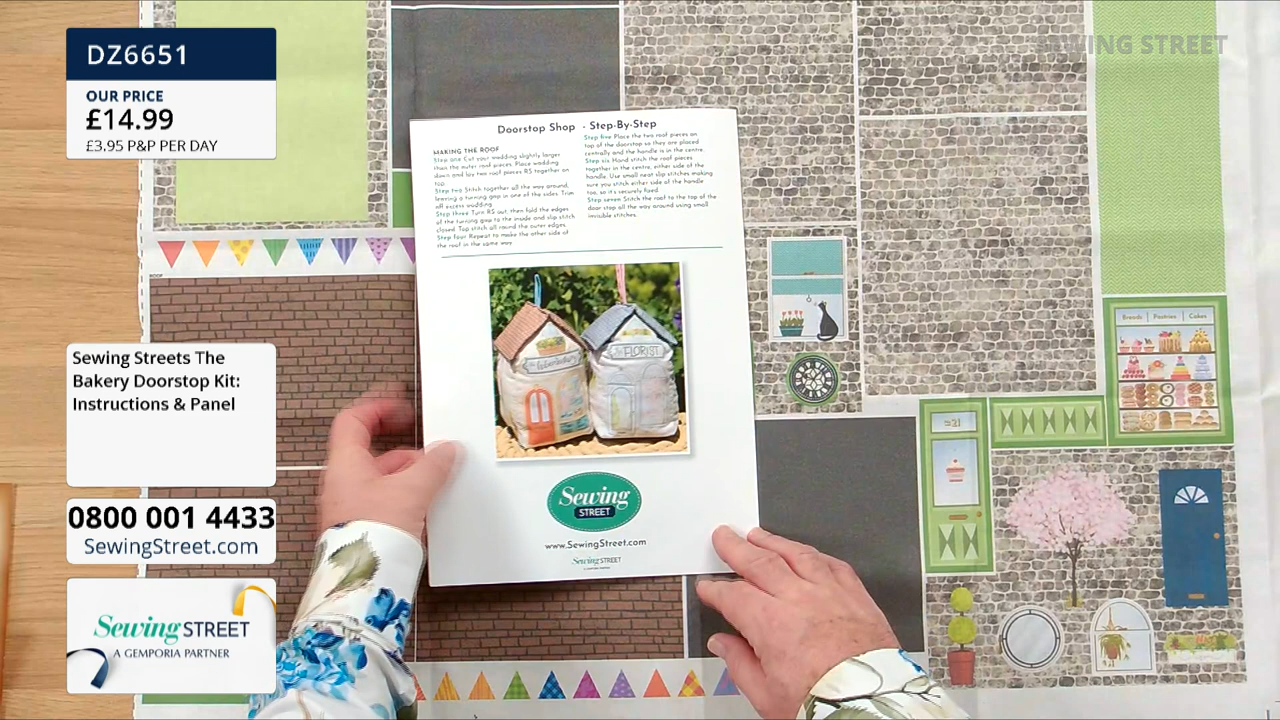 DZ6651
OUR PRICE
£14.99
£3.95 P&P PER DAY
SEWING STREET
Doorstop Shop - Step-By-Step
MAKING THE ROOF
Step one Cut your wadding slightly larger
than the outer roof pieces. Place wadding
down and lay two roof pieces RS together on
top.
Step two Stitch together all the way around,
leaving a turning gap in one of the sides. Trim
off excess wadding.
Step three Turn RS out, then fold the edges
of the turning gap to the inside and slip stitch
closed. Top stitch all round the outer edges.
Step four Repeat to make the other side of
the roof in the same way.
Step five Place the two roof pieces on
top of the doorstop so they are placed
centrally and the handle is in the centre.
Step six Hand stitch the roof pieces
together in the centre, either side of the
handle. Use small neat slip stitches making
sure you stitch either side of the handle
too, so it's securely fixed.
Step seven Stitch the roof to the top of the
door stop all the way around using small
invisible stitches.
ROOF
The FLORIST
Sewing
STREET
www.SewingStreet.com
Sewing STREET
Breads Pastries Cakes
Sewing Streets The
Bakery Doorstop Kit:
Instructions & Panel
0800 001 4433
SewingStreet.com
Sewing STREET
A GEMPORIA PARTNER